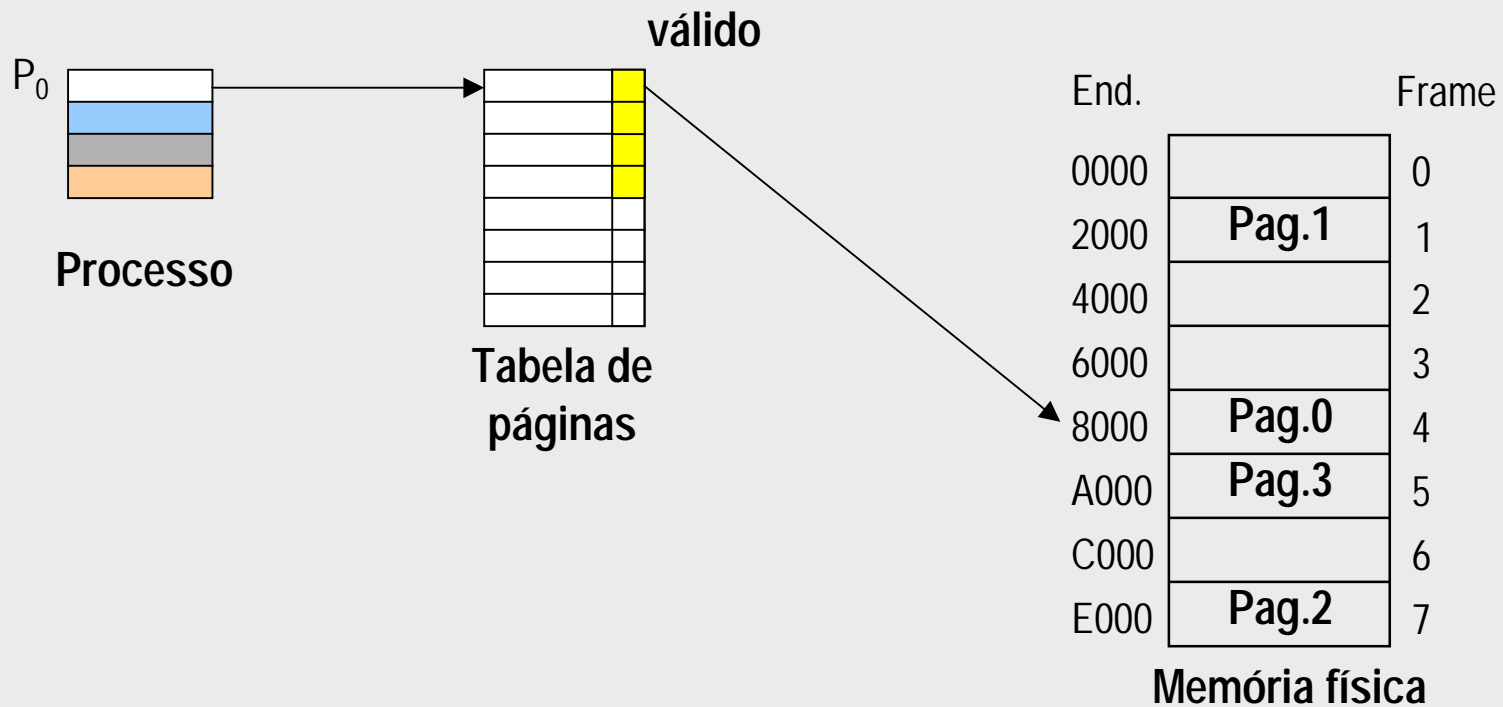 válido
P0
Processo
Tabela de
páginas
End. Frame
0000 0
2000 Pag.1 1
4000 2
6000 3
8000 Pag.0 4
A000 Pag.3 5
C000 6
E000 Pag.2 7
Memória física